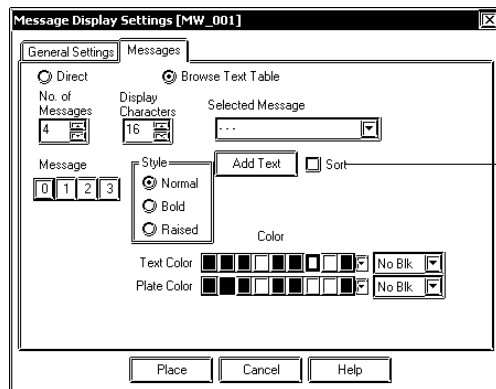 Message Display Settings [MW_001]
General Settings Messages
Direct Browse Text Table
No. of Messages Display Characters Selected Message
4 16 ---
Message Style Add Text Sort
0 1 2 3 Normal
Bold
Raised
Color
Text Color No Blk
Plate Color No Blk
Place Cancel Help